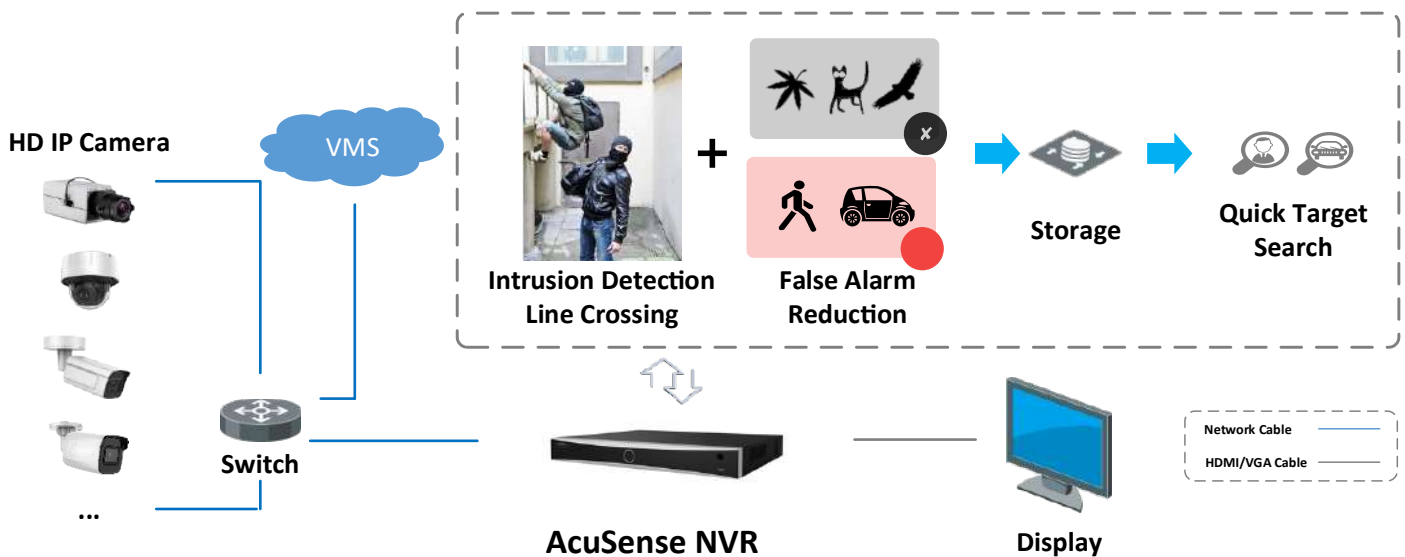 HD IP Camera
VMS
Intrusion Detection
Line Crossing
False Alarm
Reduction
Storage
Quick Target
Search
Switch
...
AcuSense NVR
Display
Network Cable
HDMI/VGA Cable